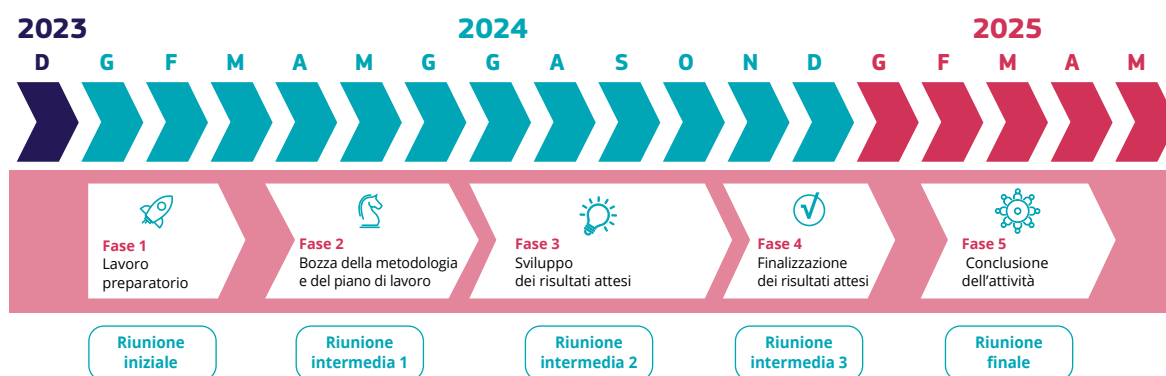 2023 2024 2025
D G F M A M G G A S O N D G F M A M
Fase 1
Lavoro
preparatorio
Fase 2
Bozza della metodologia
e del piano di lavoro
Fase 3
Sviluppo
dei risultati attesi
Fase 4
Finalizzazione
dei risultati attesi
Fase 5
Conclusione
dell’attività
Riunione
iniziale
Riunione
intermedia 1
Riunione
intermedia 2
Riunione
intermedia 3
Riunione
finale